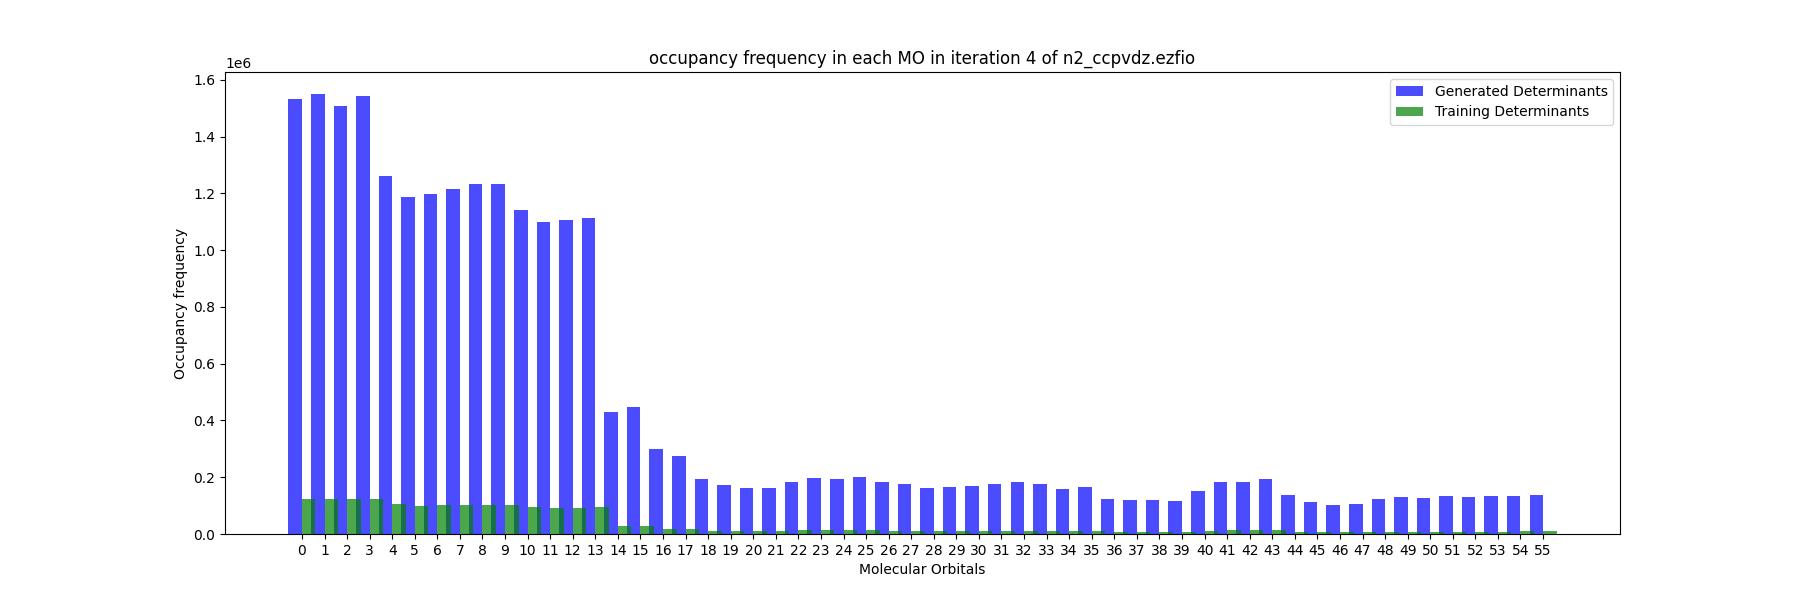 occupancy frequency in each MO in iteration 4 of n2_ccpvdz.ezfio
1e6
1.6
1.4
1.2
1.0
0.8
0.6
0.4
0.2
0.0
Occupancy frequency
Generated Determinants
Training Determinants
0 1 2 3 4 5 6 7 8 9 10 11 12 13 14 15 16 17 18 19 20 21 22 23 24 25 26 27 28 29 30 31 32 33 34 35 36 37 38 39 40 41 42 43 44 45 46 47 48 49 50 51 52 53 54 55
Molecular Orbitals